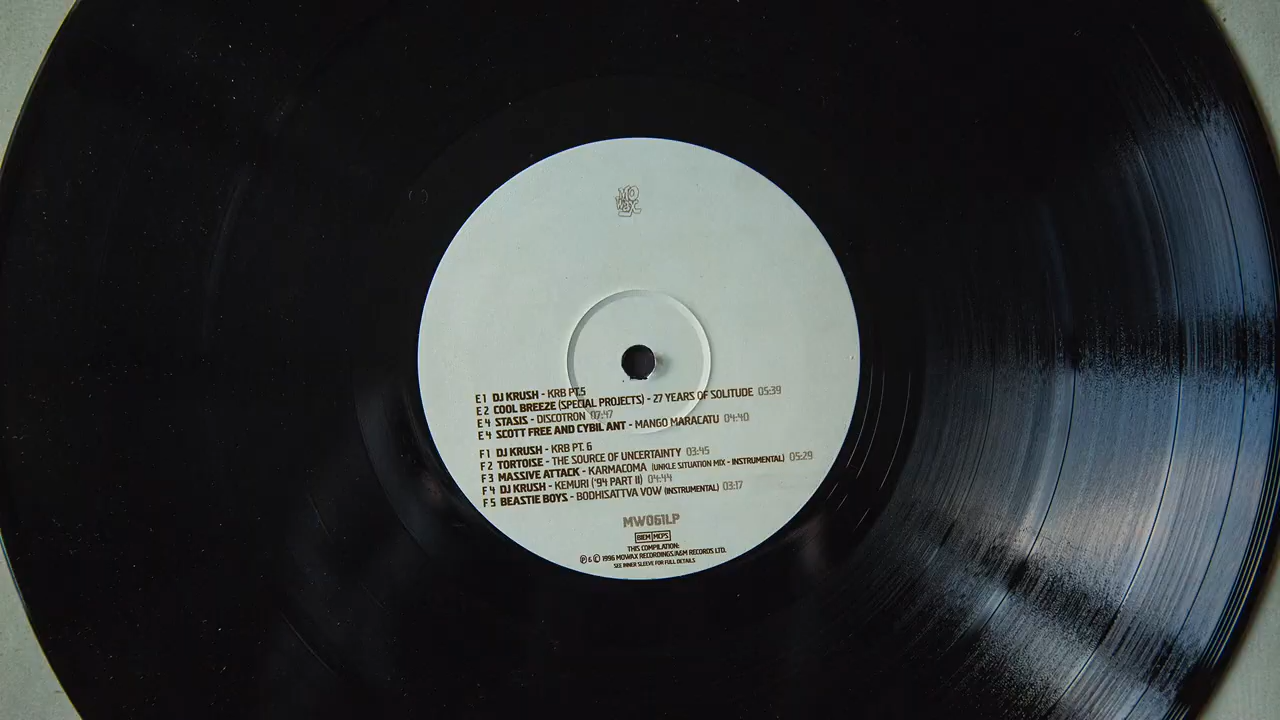 MO
WAX
E1 DJ KRUSH - KRB PT.5
E2 COOL BREEZE (SPECIAL PROJECTS) - 27 YEARS OF SOLITUDE 05:39
E4 STASIS - DISCOTRON 07:47
E4 SCOTT FREE AND CYBIL ANT - MANGO MARACATU 04:40
F1 DJ KRUSH - KRB PT. 6
F2 TORTOISE - THE SOURCE OF UNCERTAINTY 03:45
F3 MASSIVE ATTACK - KARMACOMA (UNKLE SITUATION MIX - INSTRUMENTAL) 05:29
F4 DJ KRUSH - KEMURI ('94 PART II) 04:44
F5 BEASTIE BOYS - BODHISATTVA VOW (INSTRUMENTAL) 03:17
MW061LP
BIEM MCPS
THIS COMPILATION:
℗ & © 1996 MOWAX RECORDINGS/A&M RECORDS LTD.
SEE INNER SLEEVE FOR FULL DETAILS